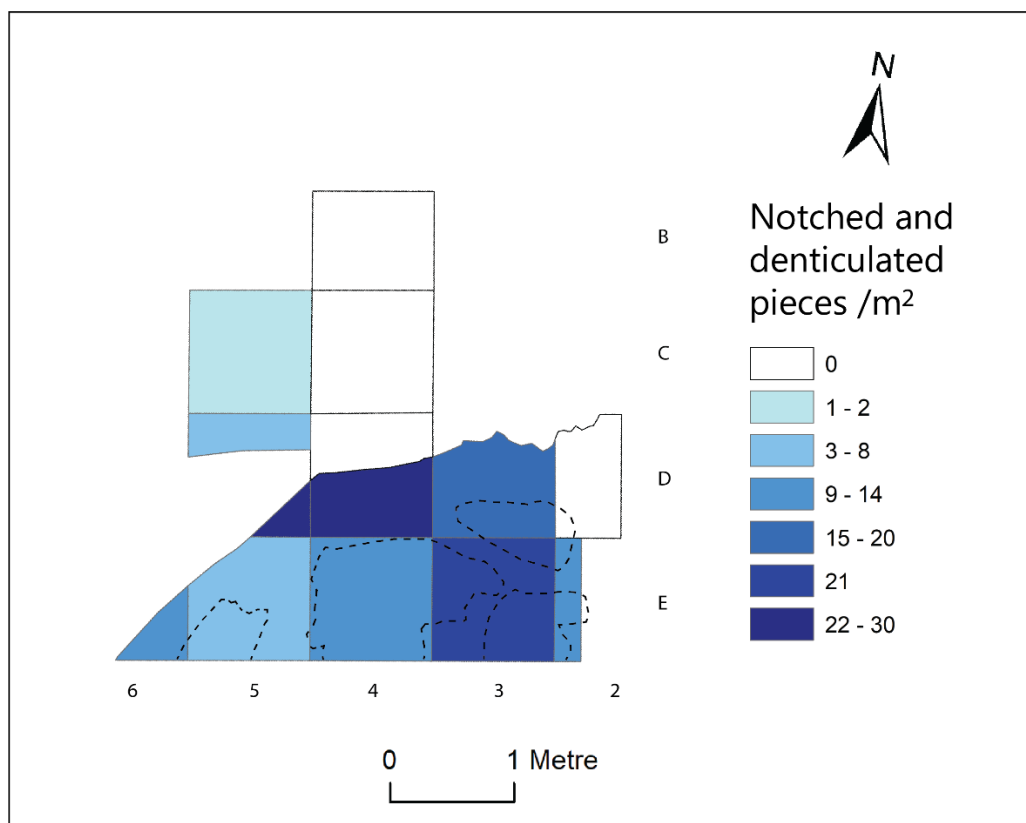 N
Notched and
denticulated
pieces /m²
0
1 - 2
3 - 8
9 - 14
15 - 20
21
22 - 30
B
C
D
E
6 5 4 3 2
0 1 Metre